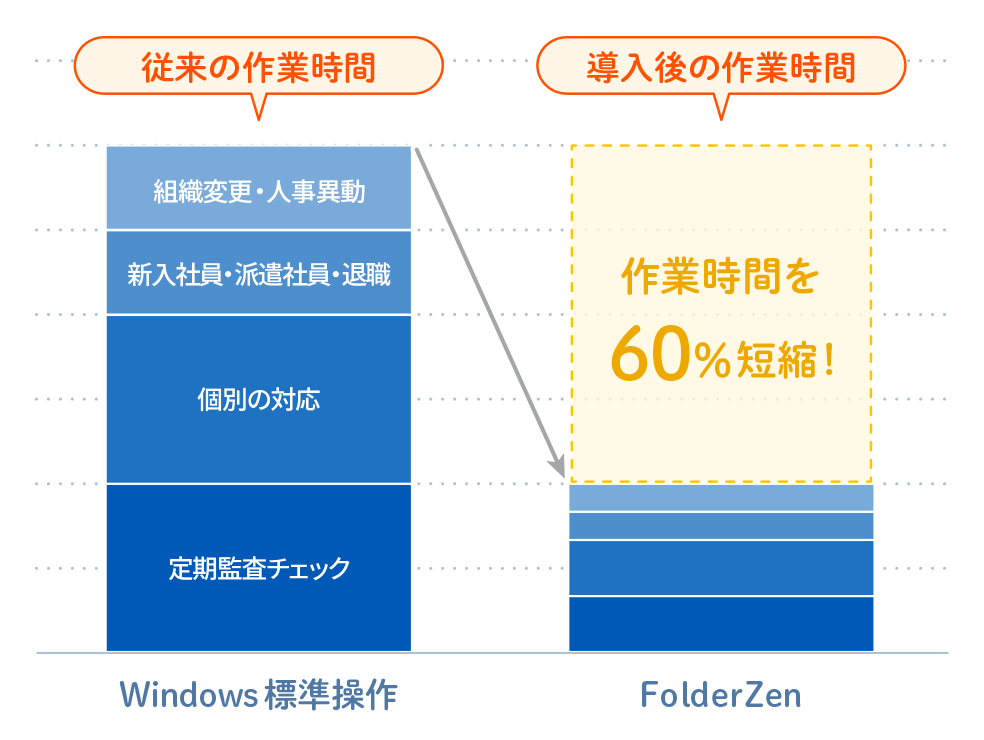 従来の作業時間
導入後の作業時間
組織変更・人事異動
新入社員・派遣社員・退職
個別の対応
定期監査チェック
作業時間を
60%短縮！
Windows標準操作
FolderZen